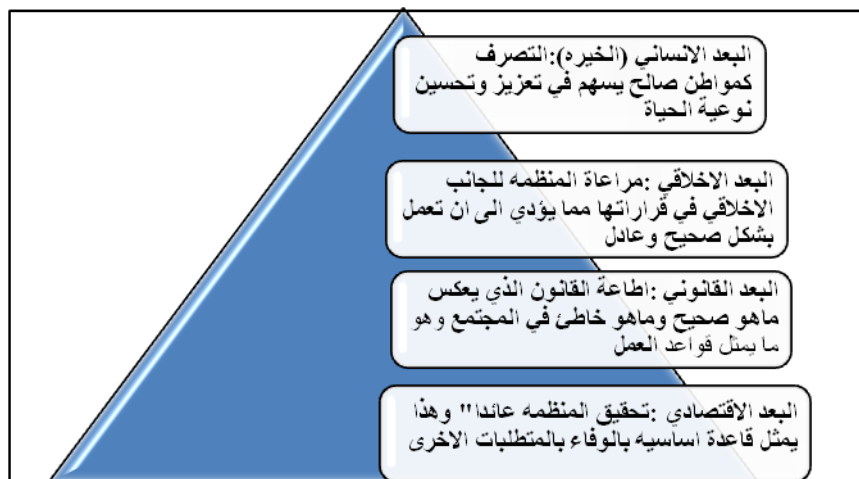 البعد الانساني (الخيره):التصرف
كمواطن صالح يسهم في تعزيز وتحسين
نوعية الحياة
البعد الاخلاقي :مراعاة المنظمه للجانب
الاخلاقي في قراراتها مما يؤدي الى ان تعمل
بشكل صحيح وعادل
البعد القانوني :اطاعة القانون الذي يعكس
ماهو صحيح وماهو خاطئ في المجتمع وهو
ما يمثل قواعد العمل
البعد الاقتصادي :تحقيق المنظمه عائدا" وهذا
يمثل قاعدة اساسيه بالوفاء بالمتطلبات الاخرى